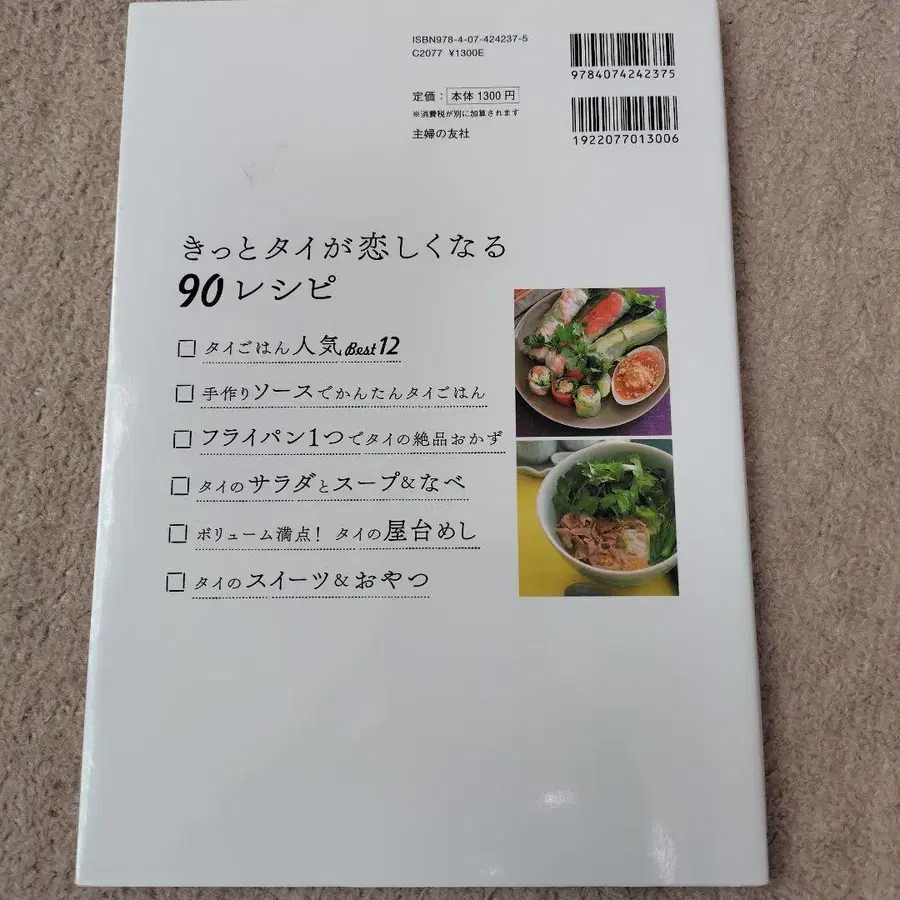 ISBN978-4-07-424237-5
C2077 ¥1300E
9784074242375
定価：本体1300円
※消費税が別に加算されます
主婦の友社
1922077013006
きっとタイが恋しくなる
90レシピ
タイごはん人気Best12
手作りソースでかんたんタイごはん
フライパン1つでタイの絶品おかず
タイのサラダとスープ&なべ
ボリューム満点！ タイの屋台めし
タイのスイーツ&おやつ